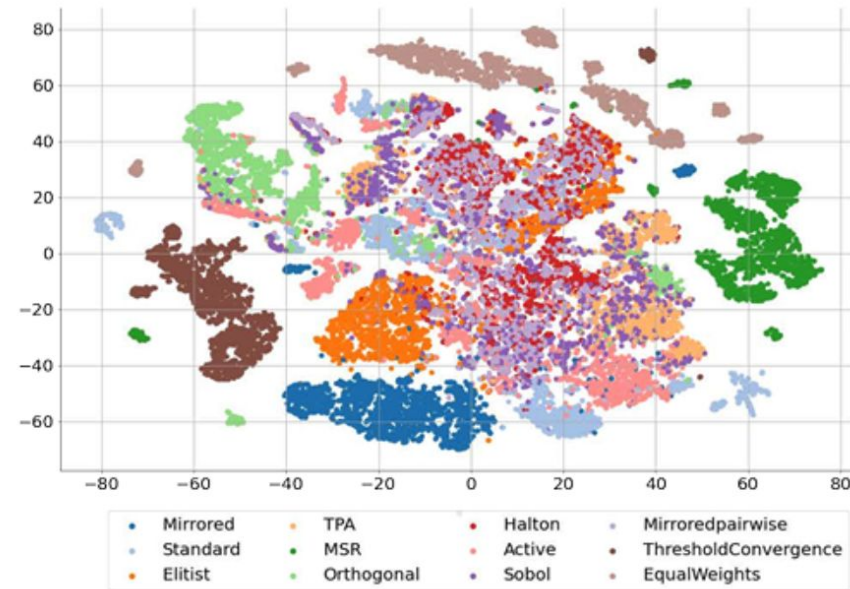 80
60
40
20
0
−20
−40
−60
−80 −60 −40 −20 0 20 40 60 80
Mirrored TPA Halton Mirroredpairwise
Standard MSR Active ThresholdConvergence
Elitist Orthogonal Sobol EqualWeights